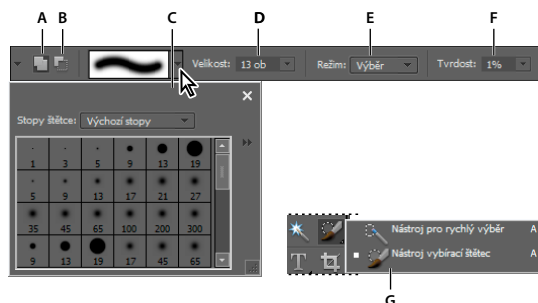 A B C D E F
Velikost: 13 ob Režim: Výběr Tvrdost: 1%
Stopy štětce: Výchozí stopy
1 3 5 9 13 19
5 9 13 17 21 27
35 45 65 100 200 300
9 13 19 17 45 65
Nástroj pro rychlý výběr A
T Nástroj vybírací štětec A
G